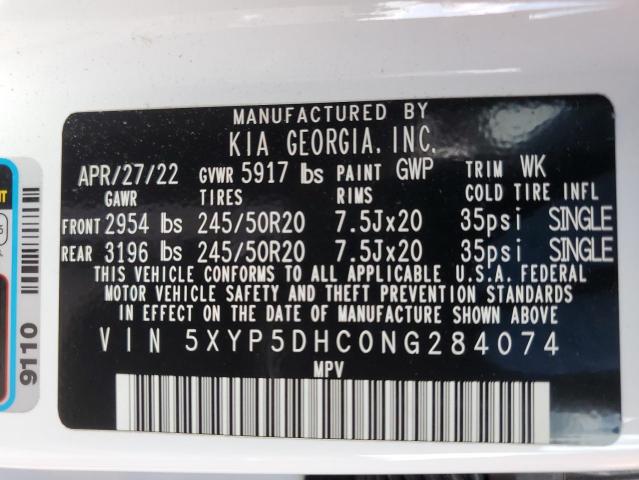 MANUFACTURED BY
KIA GEORGIA, INC.
APR/27/22 GVWR 5917 lbs PAINT GWP TRIM WK
GAWR TIRES RIMS COLD TIRE INFL
FRONT 2954 lbs 245/50R20 7.5Jx20 35psi SINGLE
REAR 3196 lbs 245/50R20 7.5Jx20 35psi SINGLE
THIS VEHICLE CONFORMS TO ALL APPLICABLE U.S.A. FEDERAL
MOTOR VEHICLE SAFETY AND THEFT PREVENTION STANDARDS
IN EFFECT ON THE DATE OF MANUFACTURE SHOWN ABOVE.
VIN 5XYP5DHC0NG284074
MPV
9110